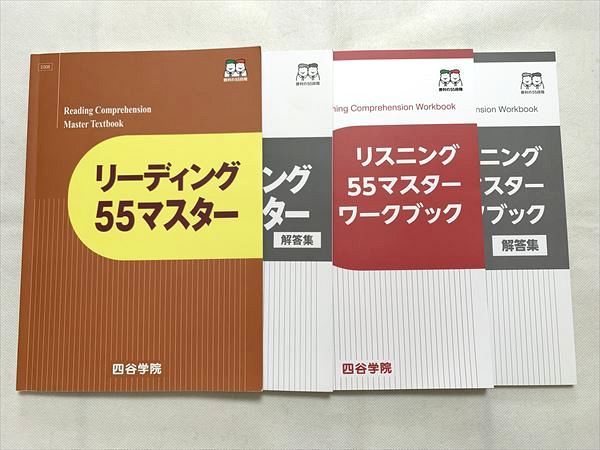 Reading Comprehension
Master Textbook
リーディング
55マスター
四谷学院
ング
ター
解答集
ning Comprehension Workbook
リスニング
55マスター
ワークブック
四谷学院
ension Workbook
ニング
マスター
ブック
解答集